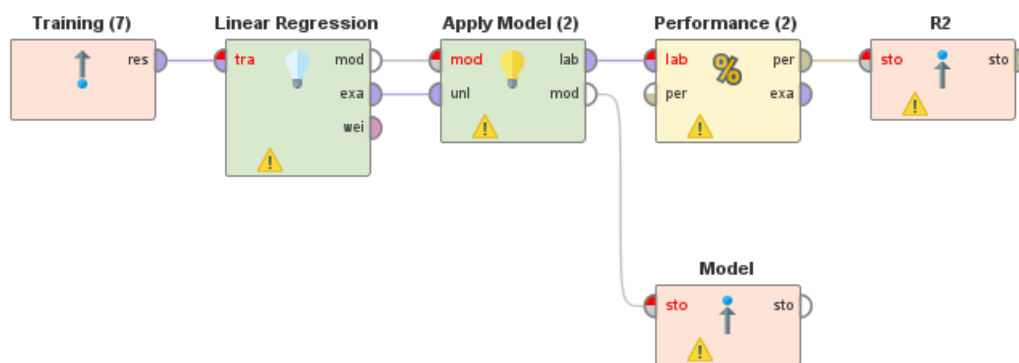 Training (7)
Linear Regression
Apply Model (2)
Performance (2)
R2
res
tra
mod
mod
lab
lab
per
sto
sto
exa
unl
mod
per
exa
wei
Model
sto
sto